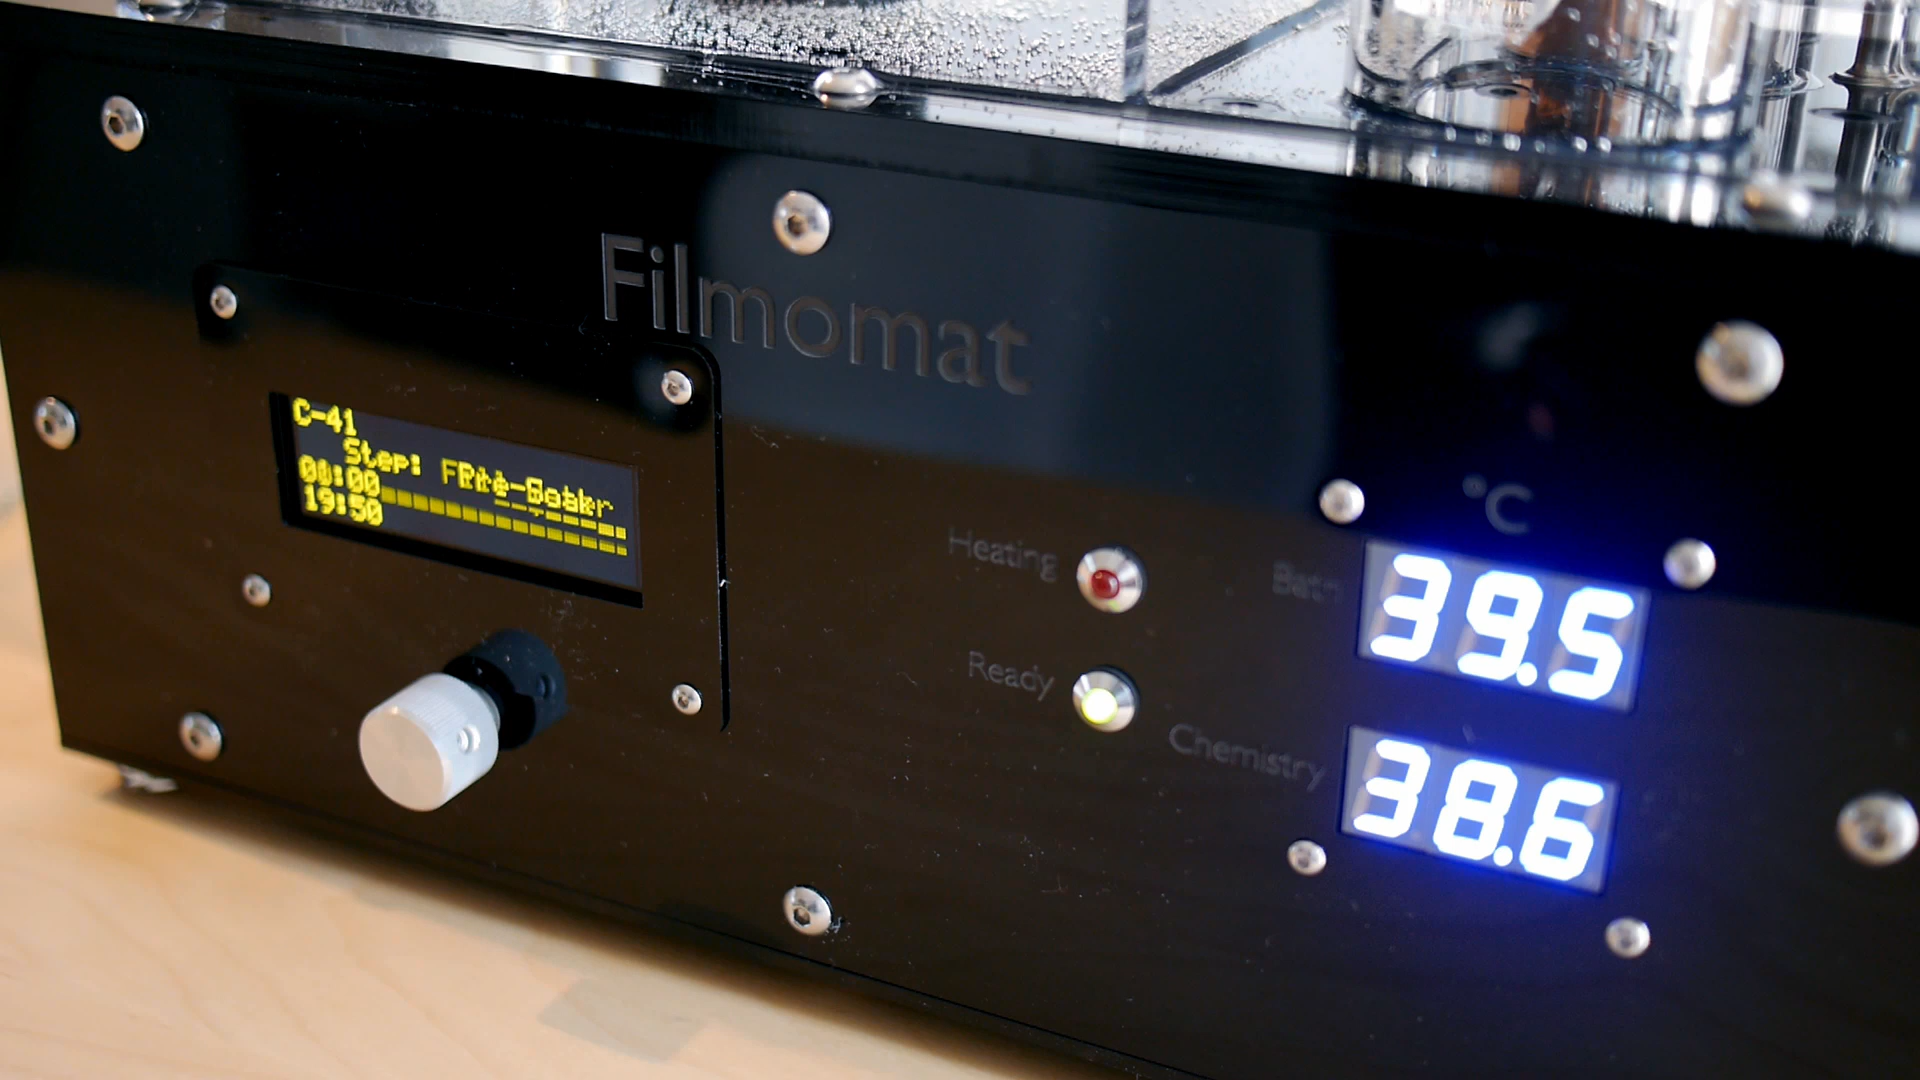 Filmomat
C-41
Step:
00:00
19:50
°C
Heating
Bath
39.5
Ready
Chemistry
38.6